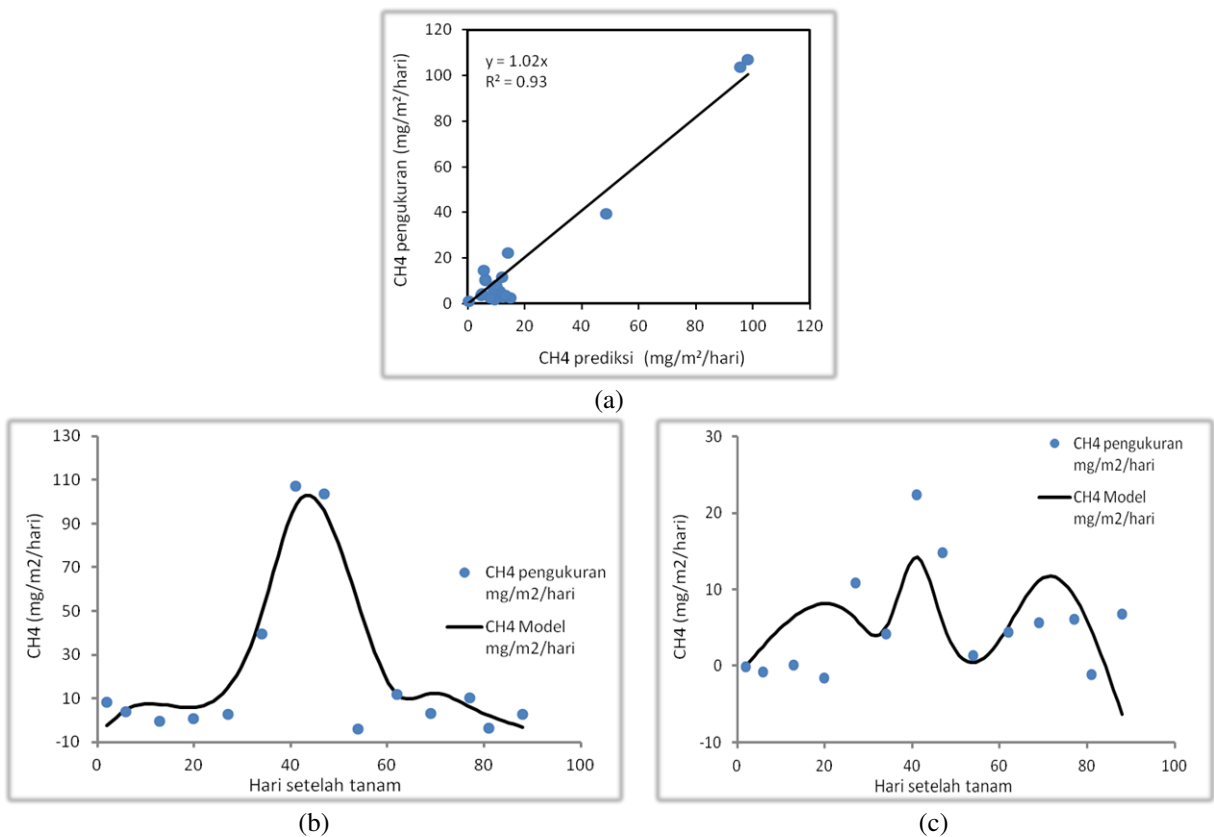 120
100
80
60
40
20
0
CH4 pengukuran (mg/m²/hari)
y = 1.02x
R² = 0.93
0 20 40 60 80 100 120
CH4 prediksi (mg/m²/hari)
(a)
130
110
90
70
50
30
10
-10
CH4 (mg/m2/hari)
CH4 pengukuran
mg/m2/hari
CH4 Model
mg/m2/hari
0 20 40 60 80 100
Hari setelah tanam
(b)
30
20
10
0
-10
CH4 (mg/m2/hari)
CH4 pengukuran
mg/m2/hari
CH4 Model
mg/m2/hari
0 20 40 60 80 100
Hari setelah tanam
(c)